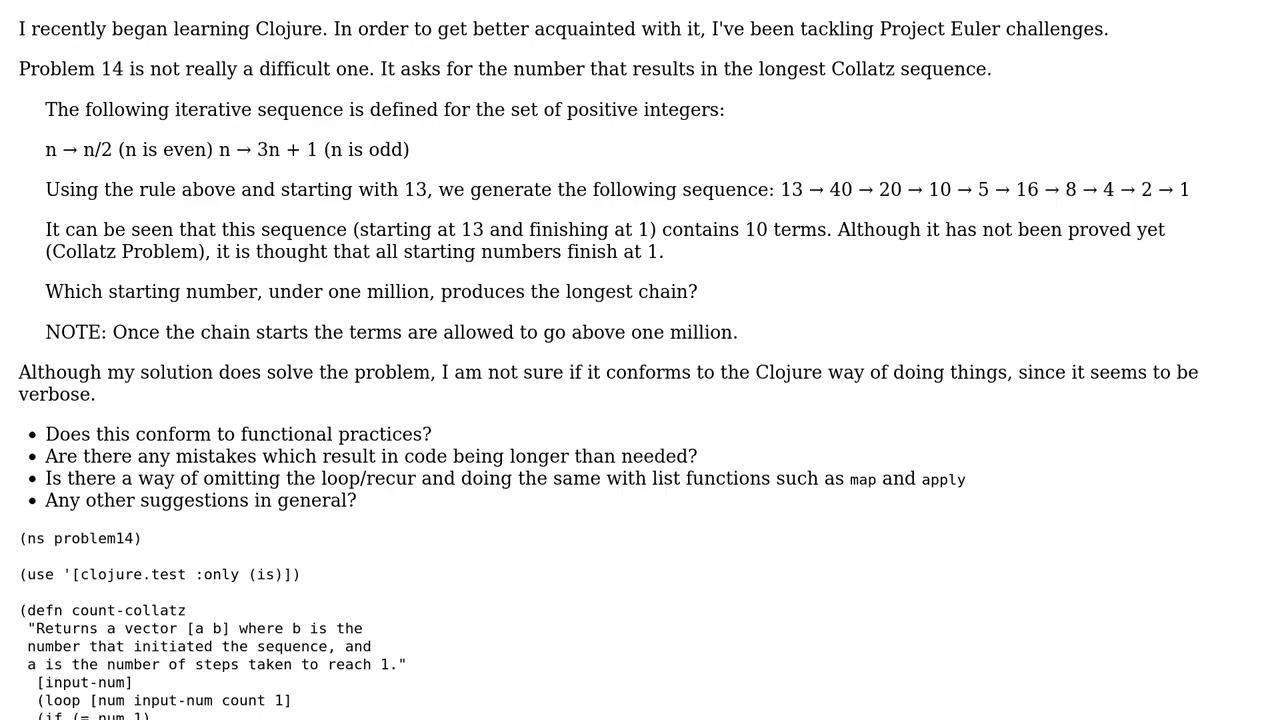 I recently began learning Clojure. In order to get better acquainted with it, I've been tackling Project Euler challenges.
Problem 14 is not really a difficult one. It asks for the number that results in the longest Collatz sequence.
The following iterative sequence is defined for the set of positive integers:
n → n/2 (n is even) n → 3n + 1 (n is odd)
Using the rule above and starting with 13, we generate the following sequence: 13 → 40 → 20 → 10 → 5 → 16 → 8 → 4 → 2 → 1
It can be seen that this sequence (starting at 13 and finishing at 1) contains 10 terms. Although it has not been proved yet
(Collatz Problem), it is thought that all starting numbers finish at 1.
Which starting number, under one million, produces the longest chain?
NOTE: Once the chain starts the terms are allowed to go above one million.
Although my solution does solve the problem, I am not sure if it conforms to the Clojure way of doing things, since it seems to be
verbose.
• Does this conform to functional practices?
• Are there any mistakes which result in code being longer than needed?
• Is there a way of omitting the loop/recur and doing the same with list functions such as map and apply
• Any other suggestions in general?
(ns problem14)
(use '[clojure.test :only (is)])
(defn count-collatz
"Returns a vector [a b] where b is the
number that initiated the sequence, and
a is the number of steps taken to reach 1."
[input-num]
(loop [num input-num count 1]
(if (= num 1)